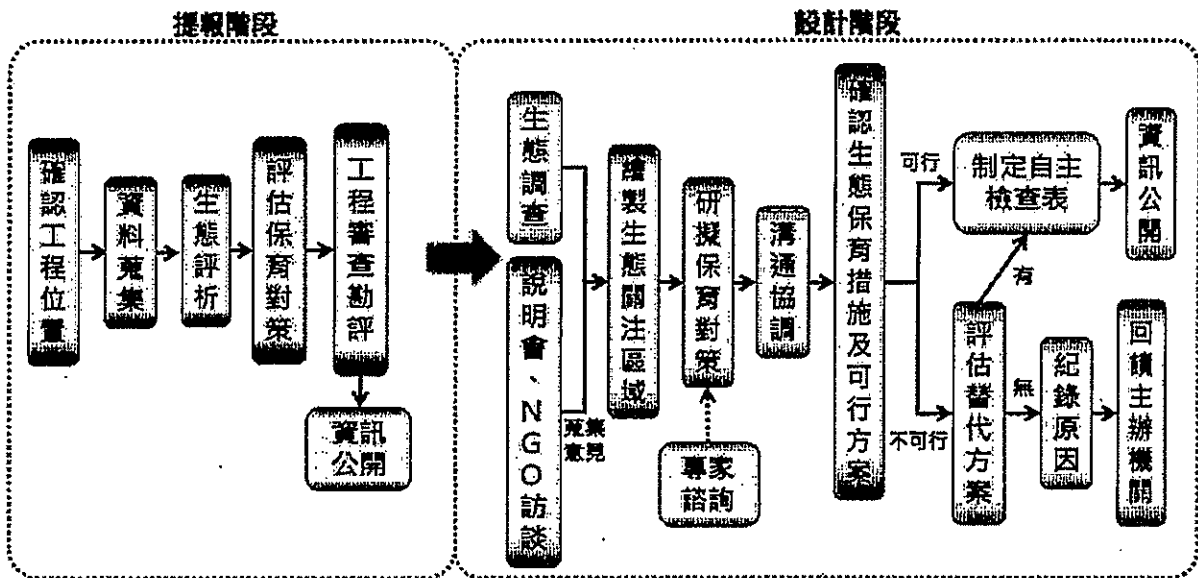 提報階段
確認工程位置
資料蒐集
生態評析
評估保育對策
工程審查勘評
資訊
公開
設計階段
生態調查
說明會、NGO訪談
蒐集
意見
繪製生態關注區域
研擬保育對策
專家
諮詢
溝通協調
確認生態保育措施及可行方案
可行
制定自主
檢查表
資訊公開
有
不可行
評估替代方案
無
紀錄原因
回饋主辦機關